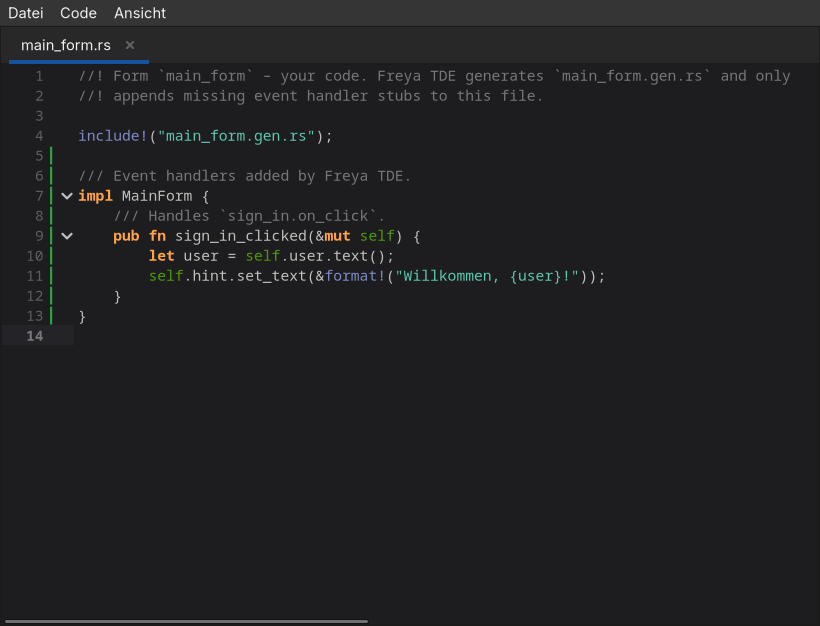 Datei Code Ansicht
main_form.rs ×
1 //! Form `main_form` – your code. Freya TDE generates `main_form.gen.rs` and only
2 //! appends missing event handler stubs to this file.
3
4 include!("main_form.gen.rs");
5
6 /// Event handlers added by Freya TDE.
7 impl MainForm {
8     /// Handles `sign_in.on_click`.
9     pub fn sign_in_clicked(&mut self) {
10         let user = self.user.text();
11         self.hint.set_text(&format!("Willkommen, {user}!"));
12     }
13 }
14